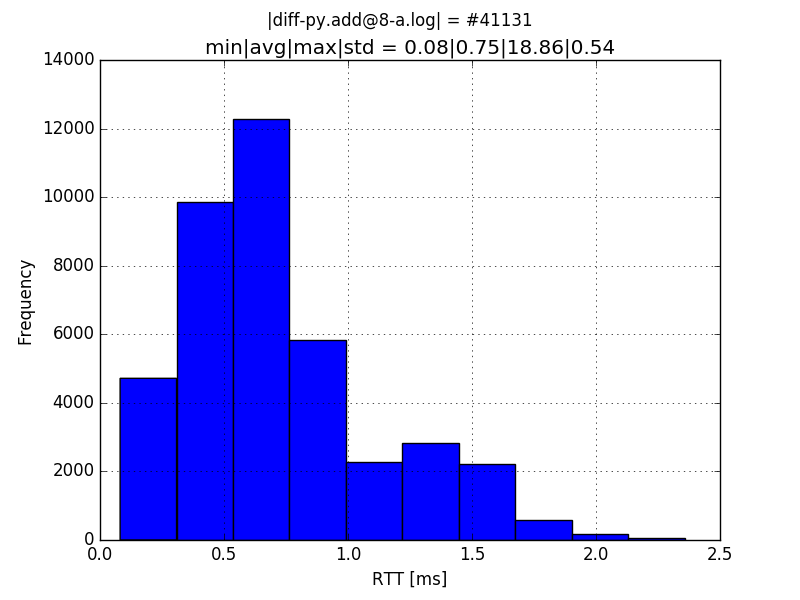 |diff-py.add@8-a.log| = #41131
min|avg|max|std = 0.08|0.75|18.86|0.54
14000
12000
10000
8000
6000
4000
2000
0
Frequency
0.0 0.5 1.0 1.5 2.0 2.5
RTT [ms]